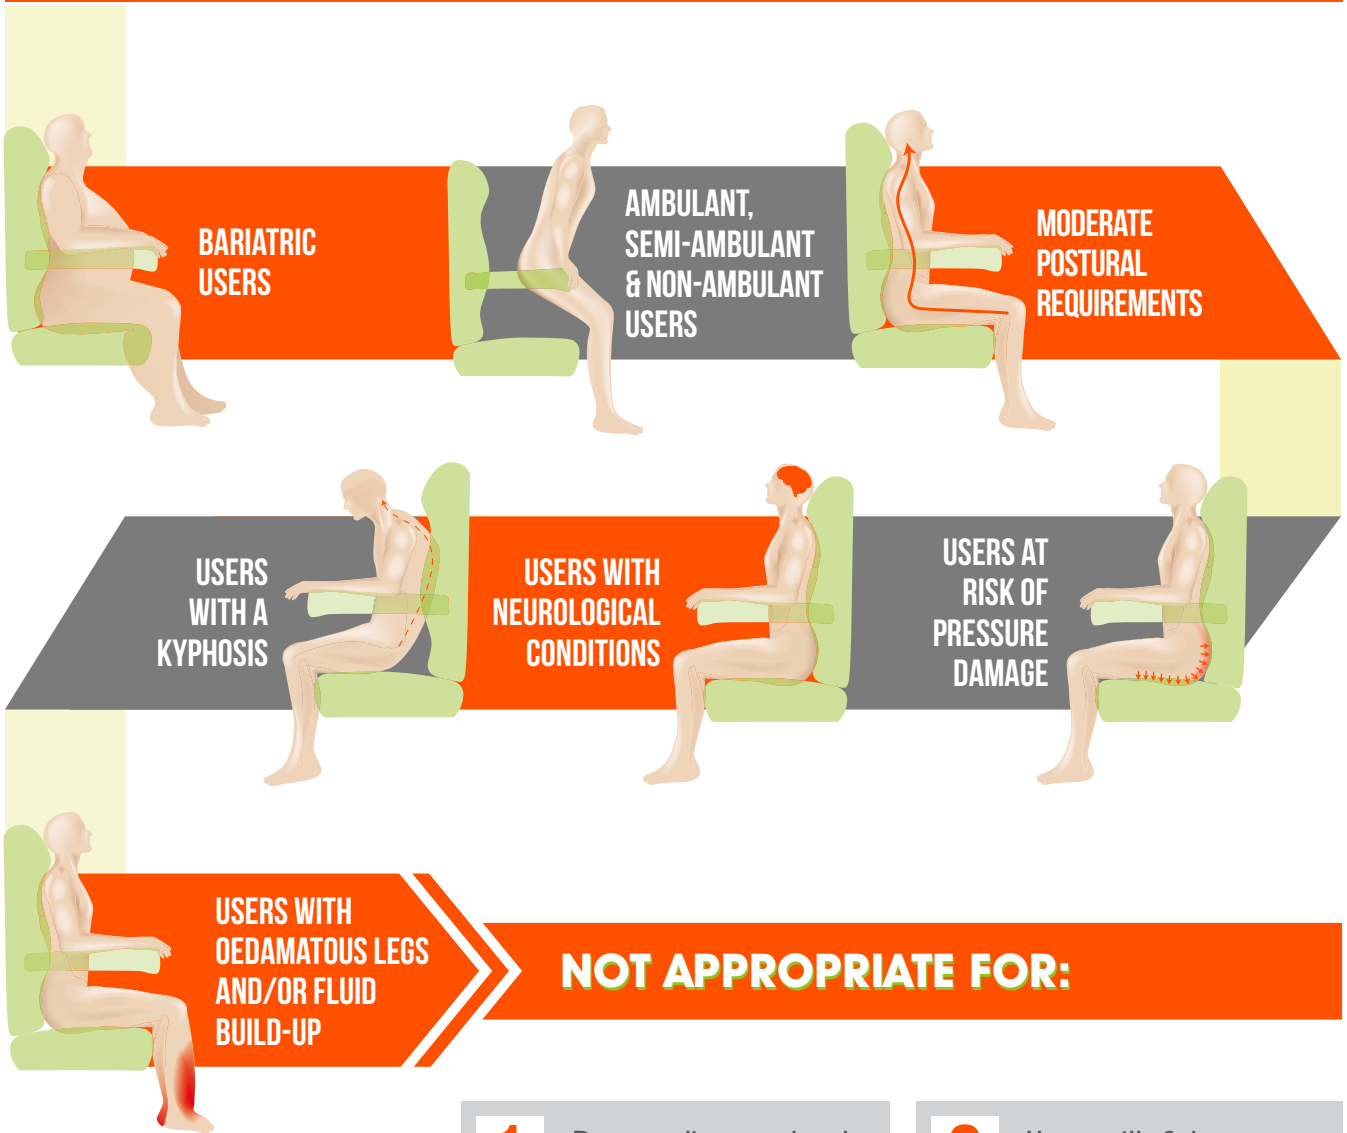 BARIATRIC
USERS
AMBULANT,
SEMI-AMBULANT
& NON-AMBULANT
USERS
MODERATE
POSTURAL
REQUIREMENTS
USERS
WITH A
KYPHOSIS
USERS WITH
NEUROLOGICAL
CONDITIONS
USERS AT
RISK OF
PRESSURE
DAMAGE
USERS WITH
OEDAMATOUS LEGS
AND/OR FLUID
BUILD-UP
NOT APPROPRIATE FOR: